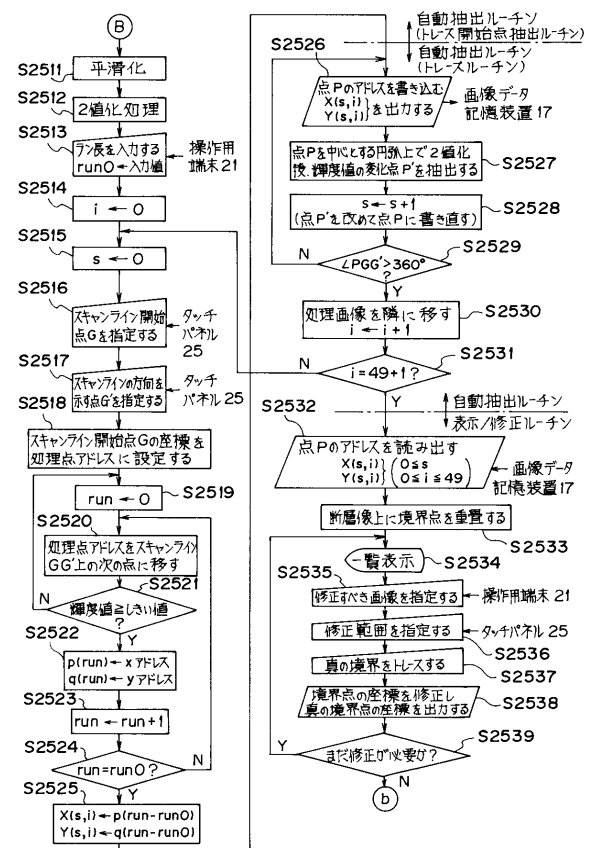 B
S2511
平滑化
S2512
2値化処理
S2513
ラン長を入力する
run0←入力値
操作用
端末21
S2514
i ← 0
S2515
s ← 0
S2516
スキャンライン開始
点Gを指定する
タッチ
パネル
25
S2517
スキャンラインの方向を
示す点G'を指定する
タッチ
パネル25
S2518
スキャンライン開始点Gの座標を
処理点アドレスに設定する
run ← 0
S2519
S2520
処理点アドレスをスキャンライン
GG'上の次の点に移す
S2521
輝度値≧しきい値
?
N
Y
S2522
p(run)←xアドレス
q(run)←yアドレス
S2523
run ← run+1
S2524
run=run0?
N
Y
S2525
X(s,i)←p(run-run0)
Y(s,i)←q(run-run0)
自動抽出ルーチン
(トレース開始点抽出ルーチン)
自動抽出ルーチン
(トレースルーチン)
S2526
点Pのアドレスを書き込む
X(s,i)
Y(s,i)}を出力する
画像データ
記憶装置17
点Pを中心とする円弧上で2値化
後、輝度値の変化点P'を抽出する
S2527
s←s+1
(点P'を改めて点Pに書き直す)
S2528
S2529
∠PGG'>360°
?
N
Y
処理画像を隣に移す
i ← i+1
S2530
S2531
i=49+1?
N
Y
自動抽出ルーチン
表示/修正ルーチン
S2532
点Pのアドレスを読み出す
X(s,i)
Y(s,i)}(0≦s
0≦i≦49)
画像データ
記憶装置17
断層像上に境界点を重畳する
S2533
一覧表示
S2534
S2535
修正すべき画像を指定する
操作用端末21
修正範囲を指定する
タッチパネル25
S2536
真の境界をトレースする
S2537
境界点の座標を修正し
真の境界点の座標を出力する
S2538
まだ修正が必要か?
S2539
Y
N
b